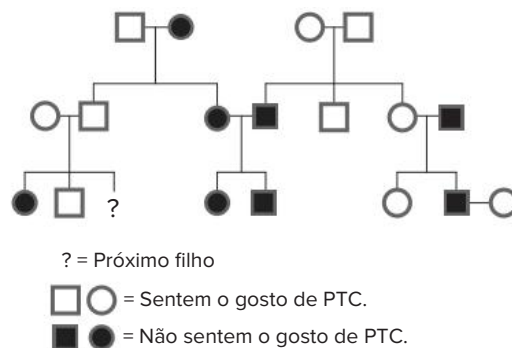 ?
? = Próximo filho
= Sentem o gosto de PTC.
= Não sentem o gosto de PTC.